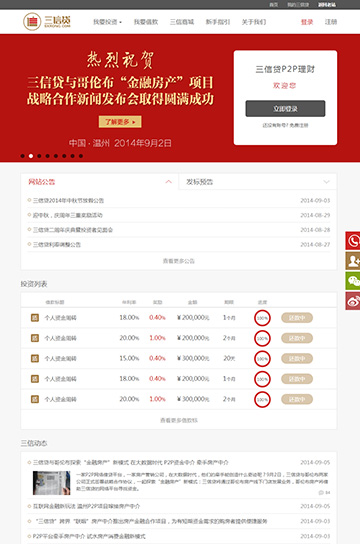 首页
我的三信贷
新闻中心
三信贷
我要投资
我要借款
三信商城
新手指引
关于我们
登录
注册
热烈祝贺
三信贷与哥伦布“金融房产”项目
战略合作新闻发布会取得圆满成功
了解更多
中国·温州 2014年9月2日
三信贷P2P理财
欢迎您
立即登录
还没有账号? 免费注册
网站公告
发标预告
三信贷2014年中秋节放假公告 2014-09-03
迎中秋，庆周年三重奖励活动 2014-08-29
三信贷二周年庆典暨投资者见面会 2014-08-28
三信贷利率调整公告 2014-08-27
查看更多公告
投资列表
借款标题 年利率 奖励 金额 期限 进度
个人资金周转 18.00% 0.40% ￥200,000元 1个月 100% 还款中
个人资金周转 20.00% 1.00% ￥200,000元 2个月 100% 还款中
个人资金周转 15.00% 0.00% ￥300,000元 20天 100% 还款中
个人资金周转 18.00% 0.40% ￥200,000元 1个月 100% 还款中
个人资金周转 20.00% 1.00% ￥200,000元 2个月 100% 还款中
查看更多借款标
三信动态
三信贷与哥伦布探索“金融房产”新模式 在大数据时代 P2P资金中介 牵手房产中介 2014-09-05
互联网金融新玩法 温州P2P项目嫁接房产中介 2014-09-05
“三信贷”跨界“联姻”房产中介推出房产金融合作项目，为有短期资金需求的购房者提供便捷服务 2014-09-05
P2P平台牵手房产中介 试水房产消费金融新模式 2014-09-04